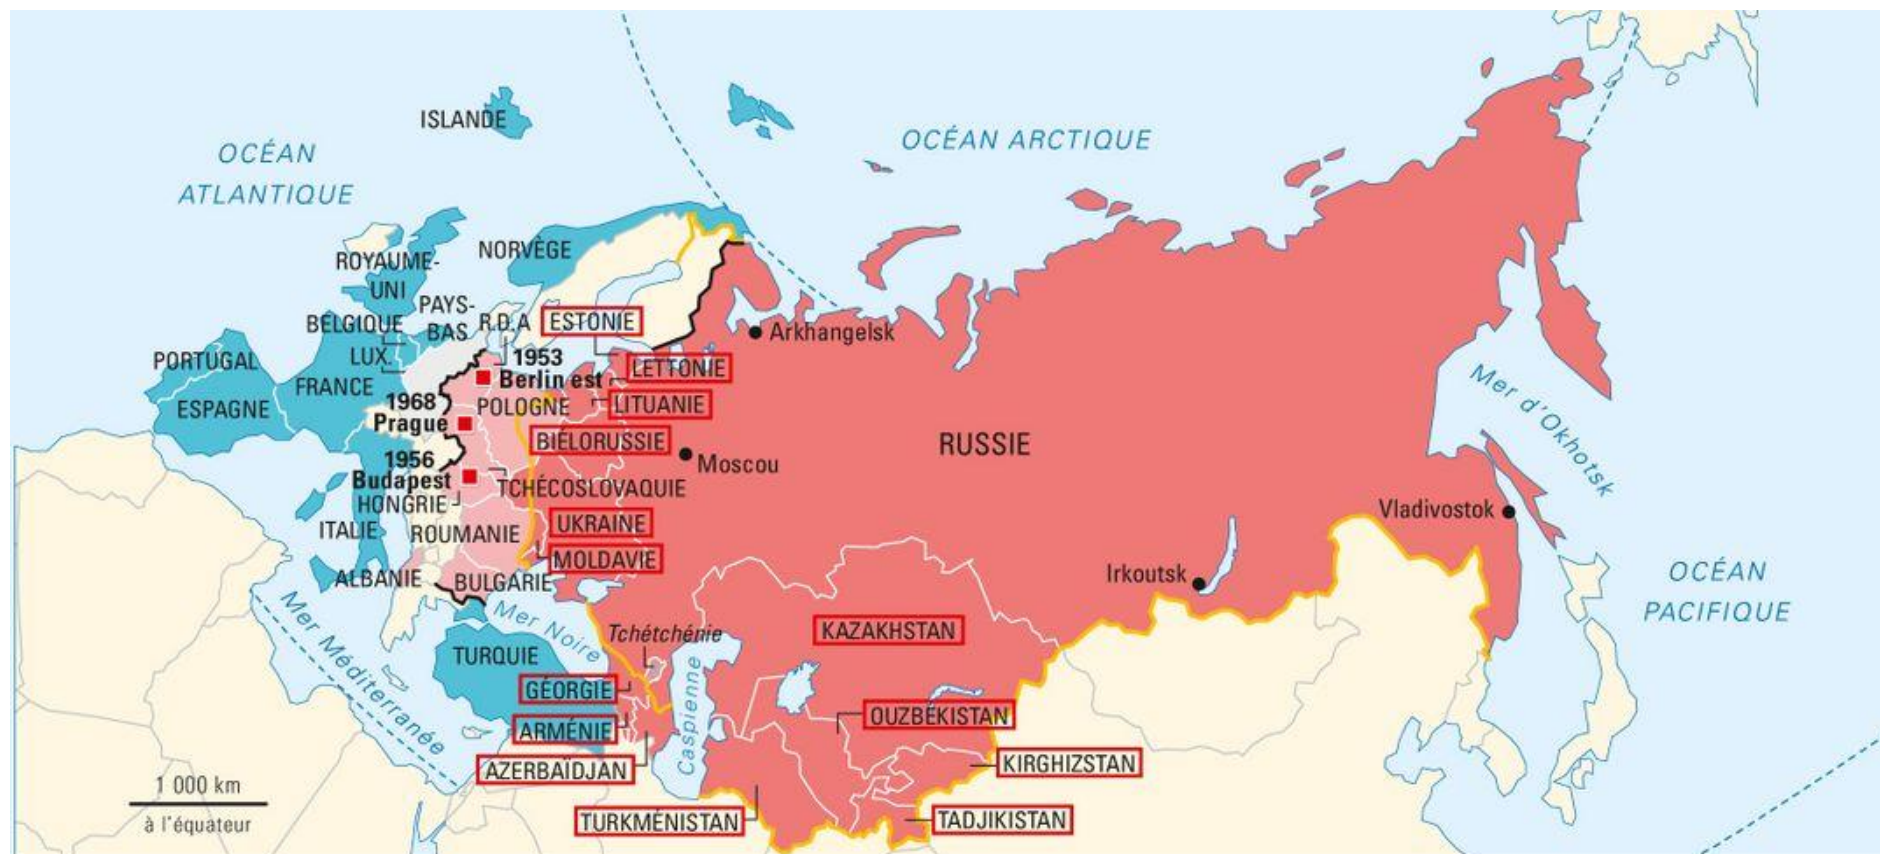 ISLANDE
OCÉAN
ATLANTIQUE
OCÉAN ARCTIQUE
NORVÈGE
ROYAUME-
UNI
PAYS-
BAS
BELGIQUE
R.D.A
ESTONIE
LUX.
1953
Berlin est
Arkhangelsk
PORTUGAL
FRANCE
ESPAGNE
LETTONIE
LITUANIE
POLOGNE
1968
Prague
BIÉLORUSSIE
Moscou
RUSSIE
Mer d'Okhotsk
1956
Budapest
TCHÉCOSLOVAQUIE
HONGRIE
ITALIE
ROUMANIE
UKRAINE
MOLDAVIE
Vladivostok
ALBANIE
BULGARIE
Irkoutsk
OCÉAN
PACIFIQUE
Mer Méditerranée
Mer Noire
Tchétchénie
KAZAKHSTAN
TURQUIE
GÉORGIE
ARMÉNIE
AZERBAÏDJAN
Caspienne
OUZBÉKISTAN
KIRGHIZSTAN
TURKMÉNISTAN
TADJIKISTAN
1 000 km
à l'équateur